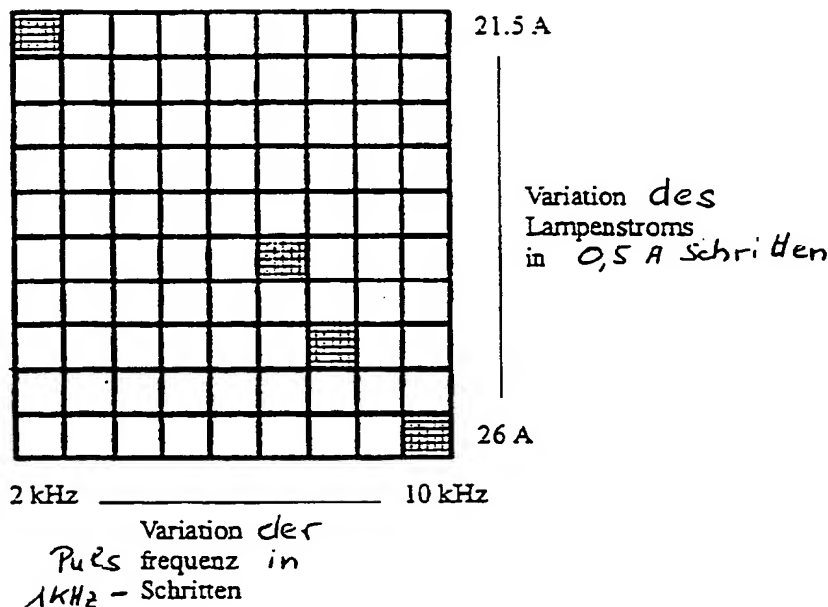 21.5 A
Variation des
Lampenstroms
in 0,5 A Schritten
26 A
2 kHz
10 kHz
Variation der
Puls frequenz in
1KHz - Schritten